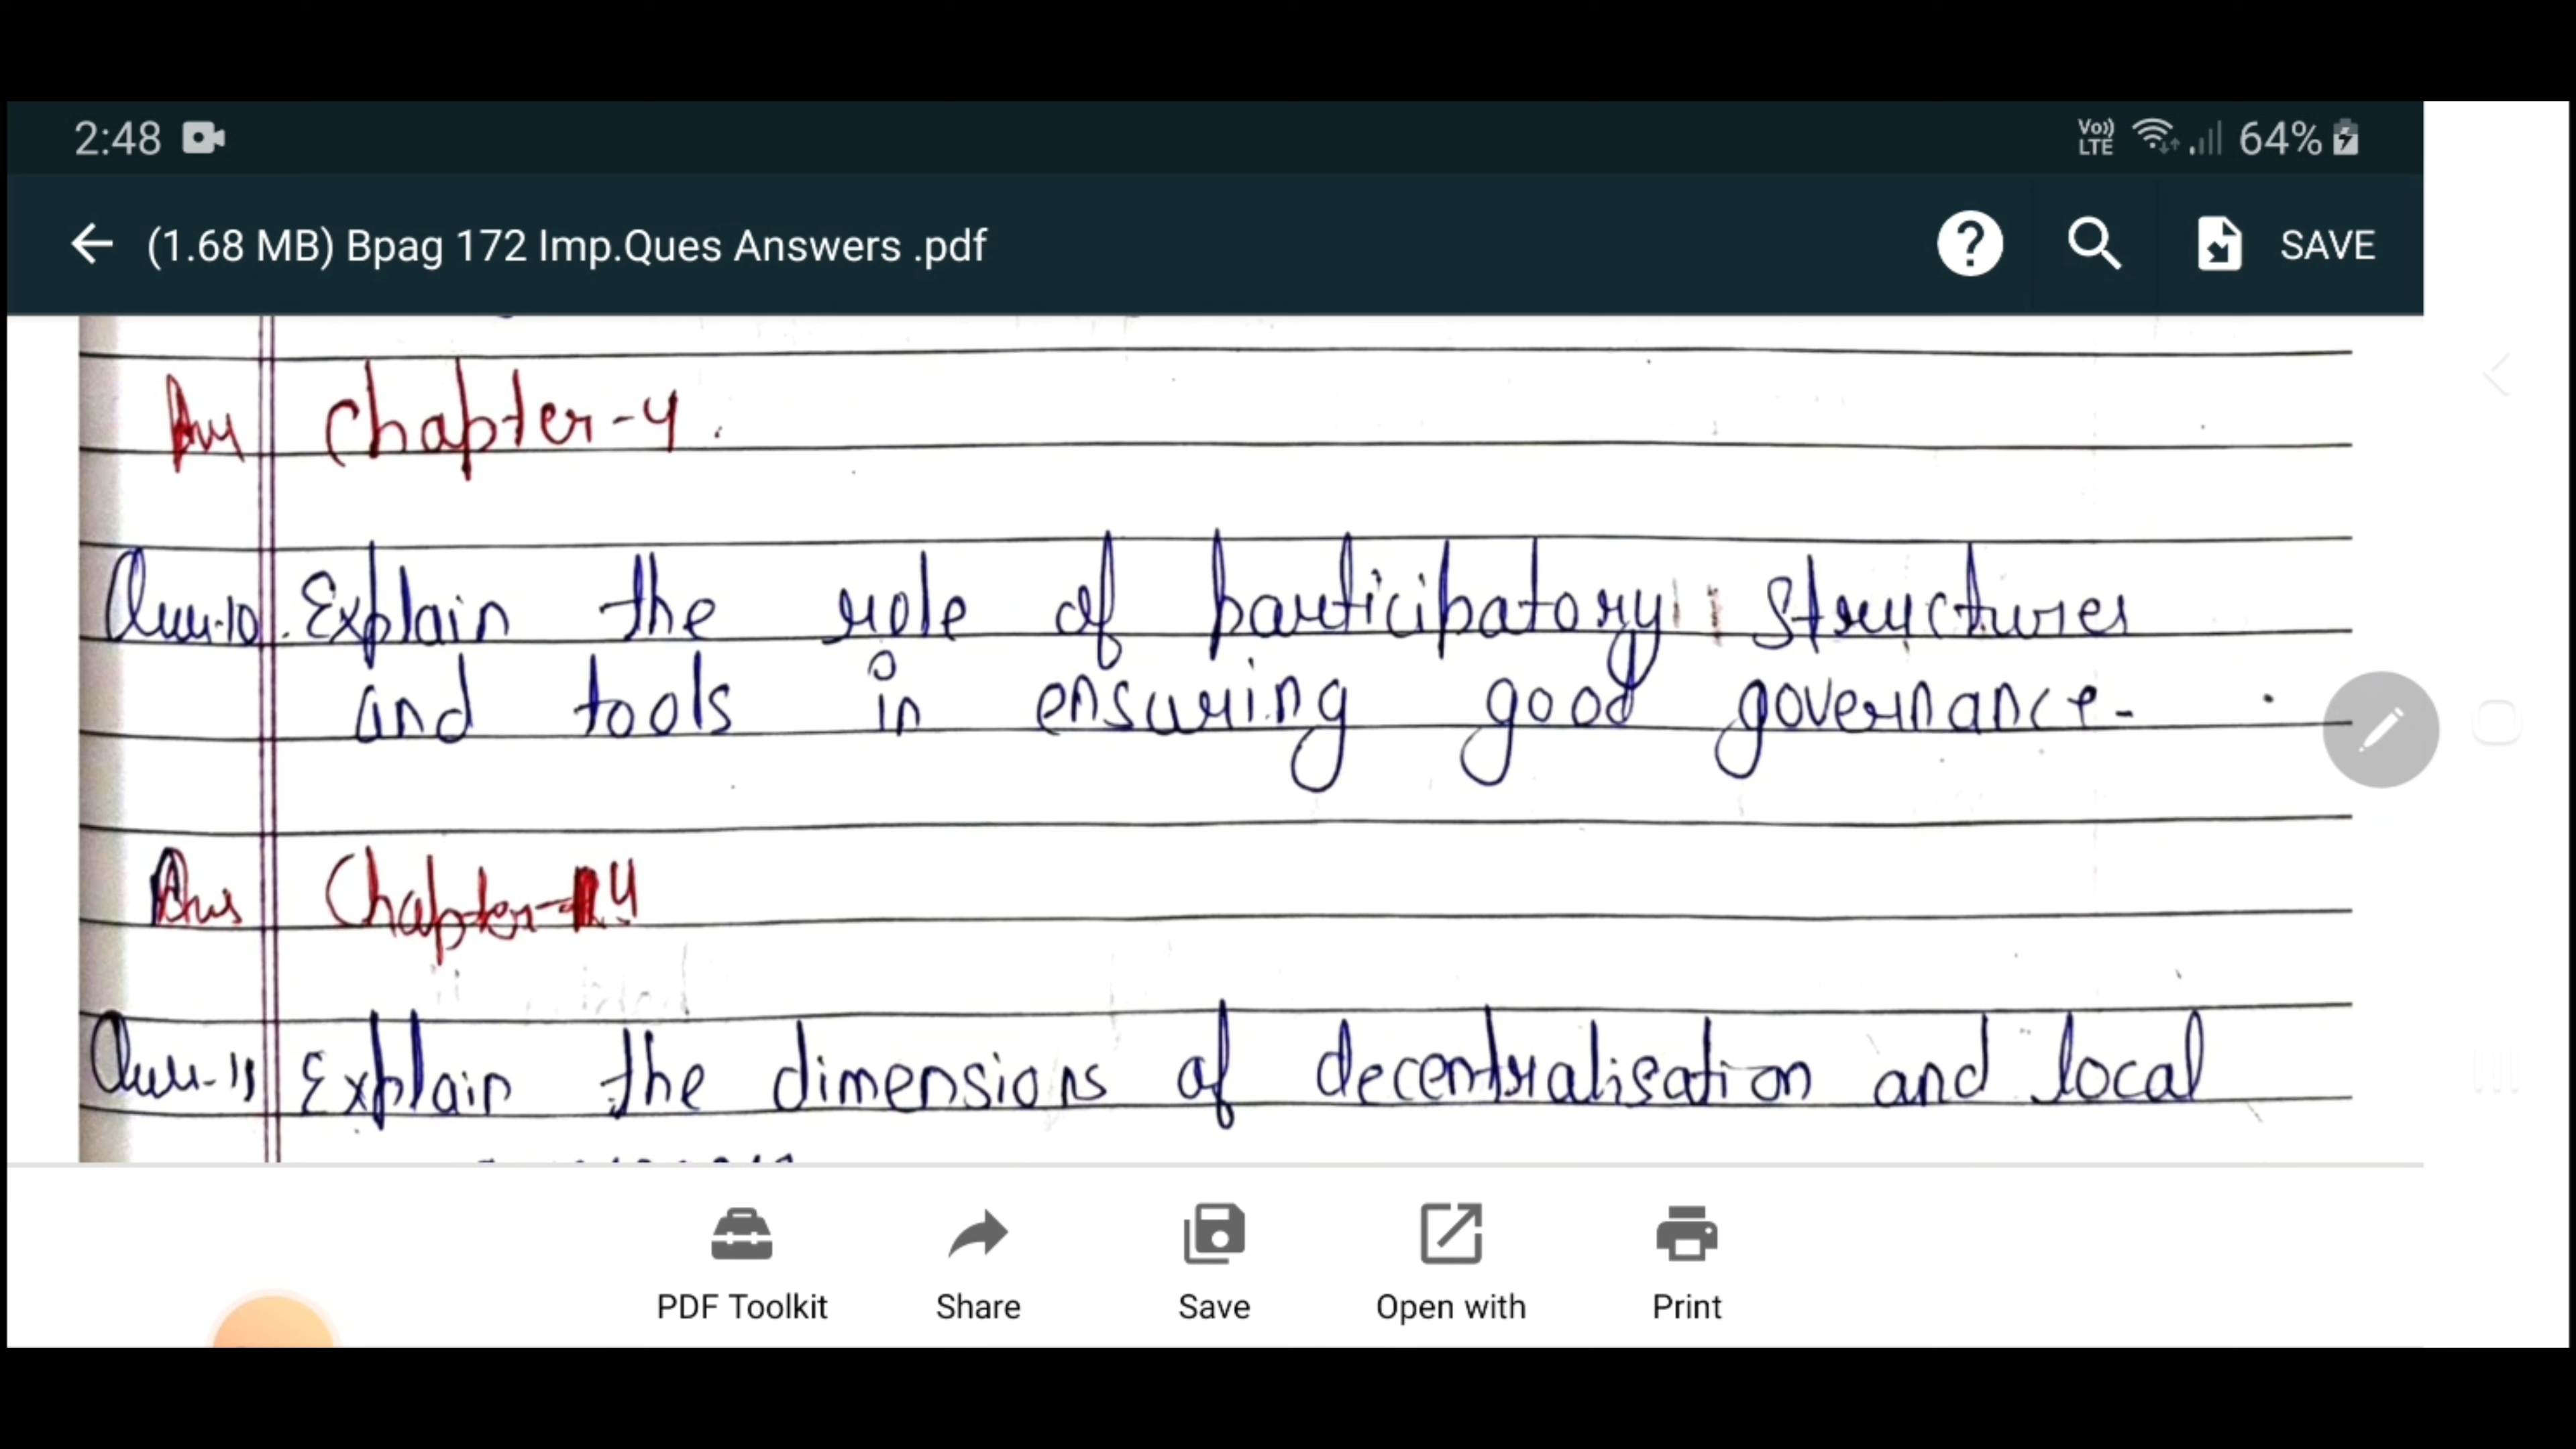 2:48
Vo)) LTE 64%
(1.68 MB) Bpag 172 Imp.Ques Answers .pdf
SAVE
Ans Chapter-4.
Ques-10. Explain the role of participatory structures
and tools in ensuring good governance-
Ans Chapter-4
Ques-11 Explain the dimensions of decentralisation and local
PDF Toolkit
Share
Save
Open with
Print